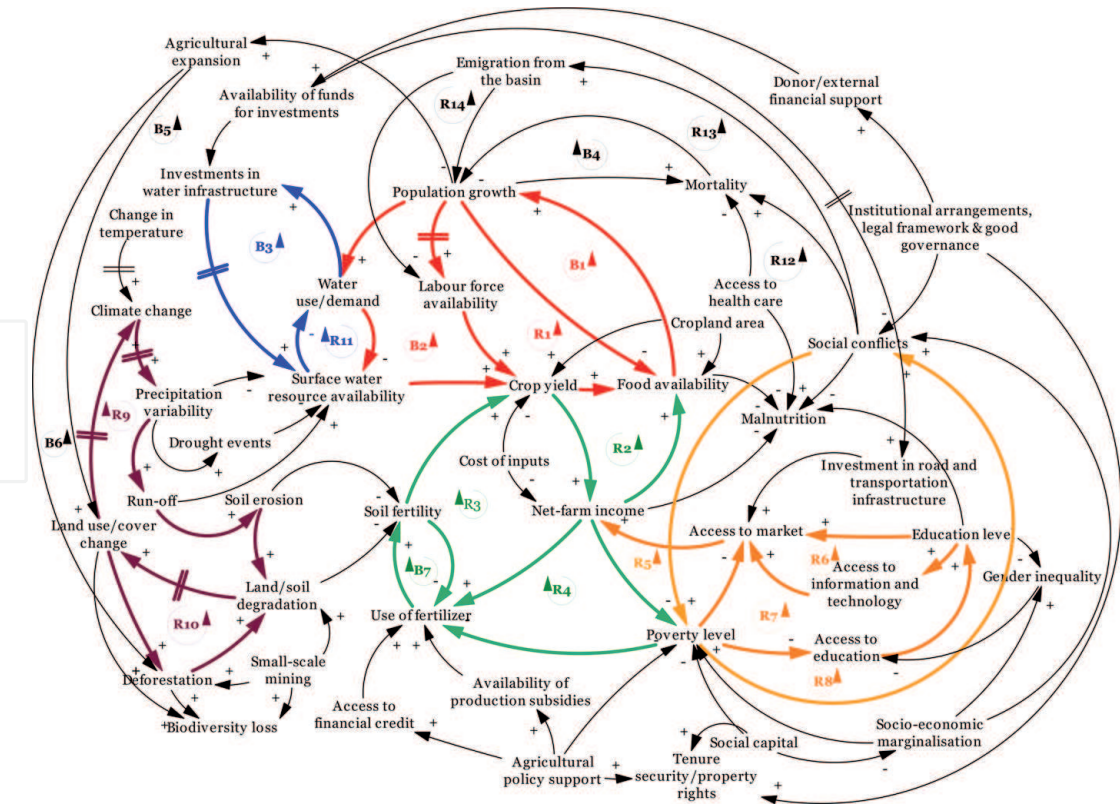 Agricultural
expansion
Emigration from
the basin
Donor/external
financial support
Availability of funds
for investments
R14
R13
B5
B4
Investments in
water infrastructure
Population growth
Mortality
Change in
temperature
Institutional arrangements,
legal framework & good
governance
B3
B1
R12
Water
use/demand
Labour force
availability
Access to
health care
Climate change
Cropland area
R11
B2
R1
Social conflicts
Surface water
resource availability
Crop yield
Food availability
Precipitation
variability
R9
Malnutrition
B6
Drought events
R2
Cost of inputs
Investment in road and
transportation
infrastructure
Run-off
Soil erosion
R3
Soil fertility
Net-farm income
Land use/cover
change
Access to market
Education level
R5
R6
B7
Access to
information and
technology
Gender inequality
Land/soil
degradation
R4
R7
R10
Use of fertilizer
Poverty level
Access to
education
Small-scale
mining
Deforestation
R8
Availability of
production subsidies
Access to
financial credit
Biodiversity loss
Socio-economic
marginalisation
Social capital
Agricultural
policy support
Tenure
security/property
rights